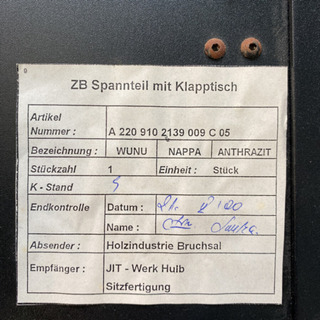 ZB Spannteil mit Klapptisch
Artikel
Nummer : A 220 910 2139 009 C 05
Bezeichnung : WUNU NAPPA ANTHRAZIT
Stückzahl 1 Einheit : Stück
K - Stand 5
Endkontrolle Datum :
Name :
Absender : Holzindustrie Bruchsal
Empfänger : JIT - Werk Hulb
Sitzfertigung